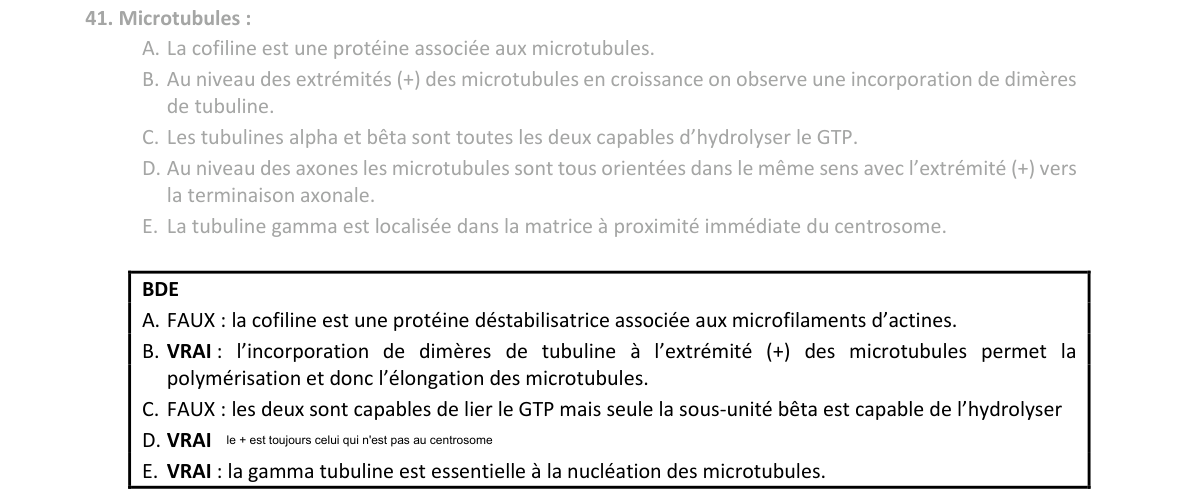 41. Microtubules :
A. La cofiline est une protéine associée aux microtubules.
B. Au niveau des extrémités (+) des microtubules en croissance on observe une incorporation de dimères
de tubuline.
C. Les tubulines alpha et bêta sont toutes les deux capables d'hydrolyser le GTP.
D. Au niveau des axones les microtubules sont tous orientées dans le même sens avec l'extrémité (+) vers
la terminaison axonale.
E. La tubuline gamma est localisée dans la matrice à proximité immédiate du centrosome.
BDE
A. FAUX : la cofiline est une protéine déstabilisatrice associée aux microfilaments d'actines.
B. VRAI : l'incorporation de dimères de tubuline à l'extrémité (+) des microtubules permet la
polymérisation et donc l'élongation des microtubules.
C. FAUX : les deux sont capables de lier le GTP mais seule la sous-unité bêta est capable de l'hydrolyser
D. VRAI le + est toujours celui qui n'est pas au centrosome
E. VRAI : la gamma tubuline est essentielle à la nucléation des microtubules.